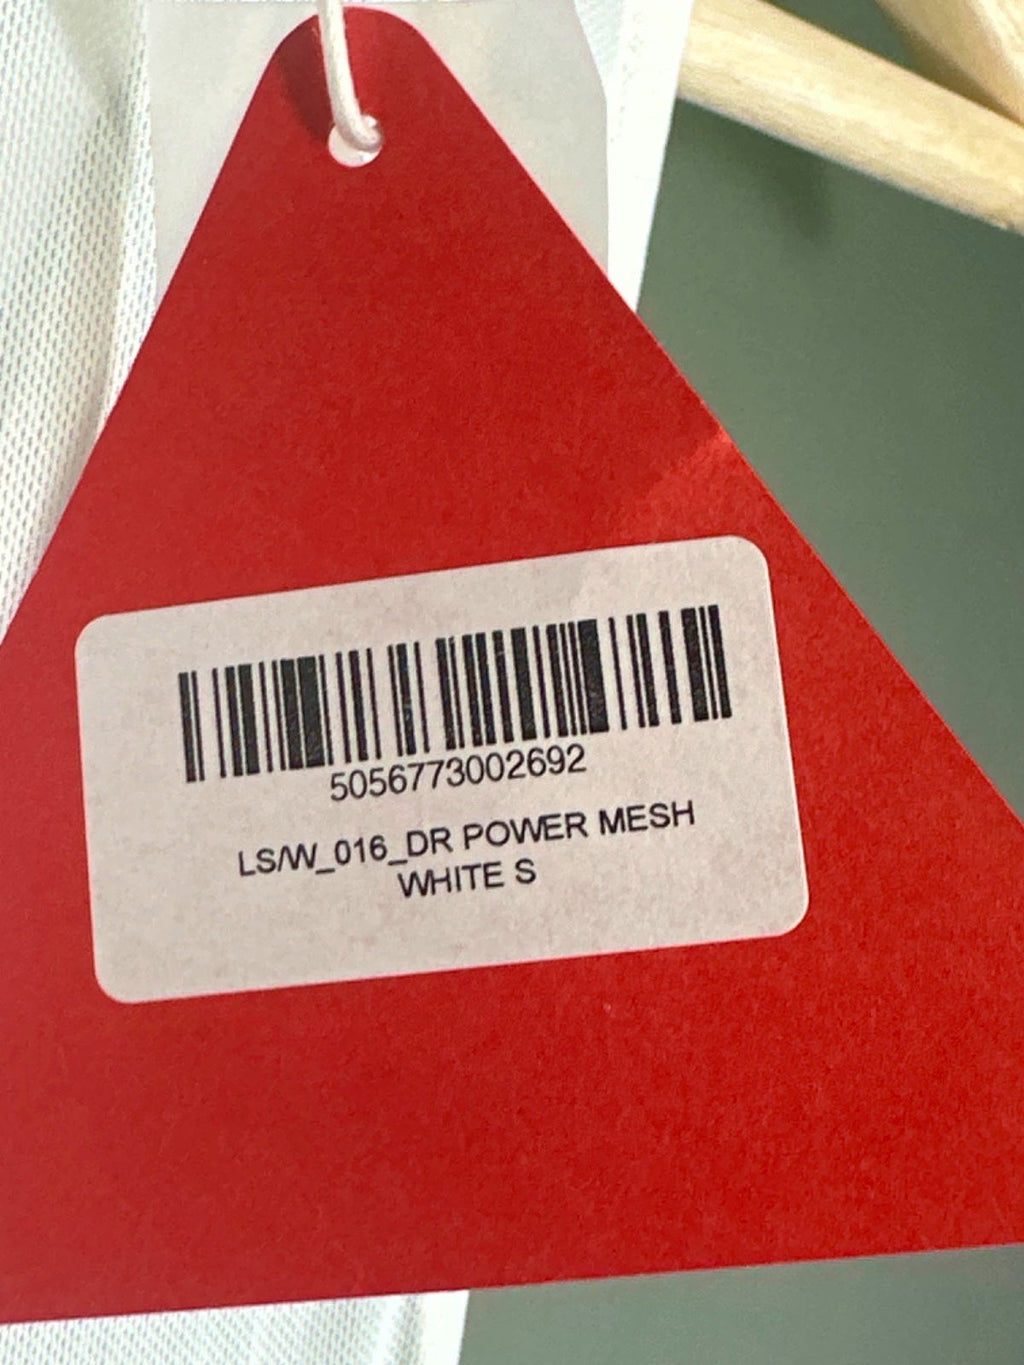 5056773002692
LS/W_016_DR POWER MESH
WHITE S